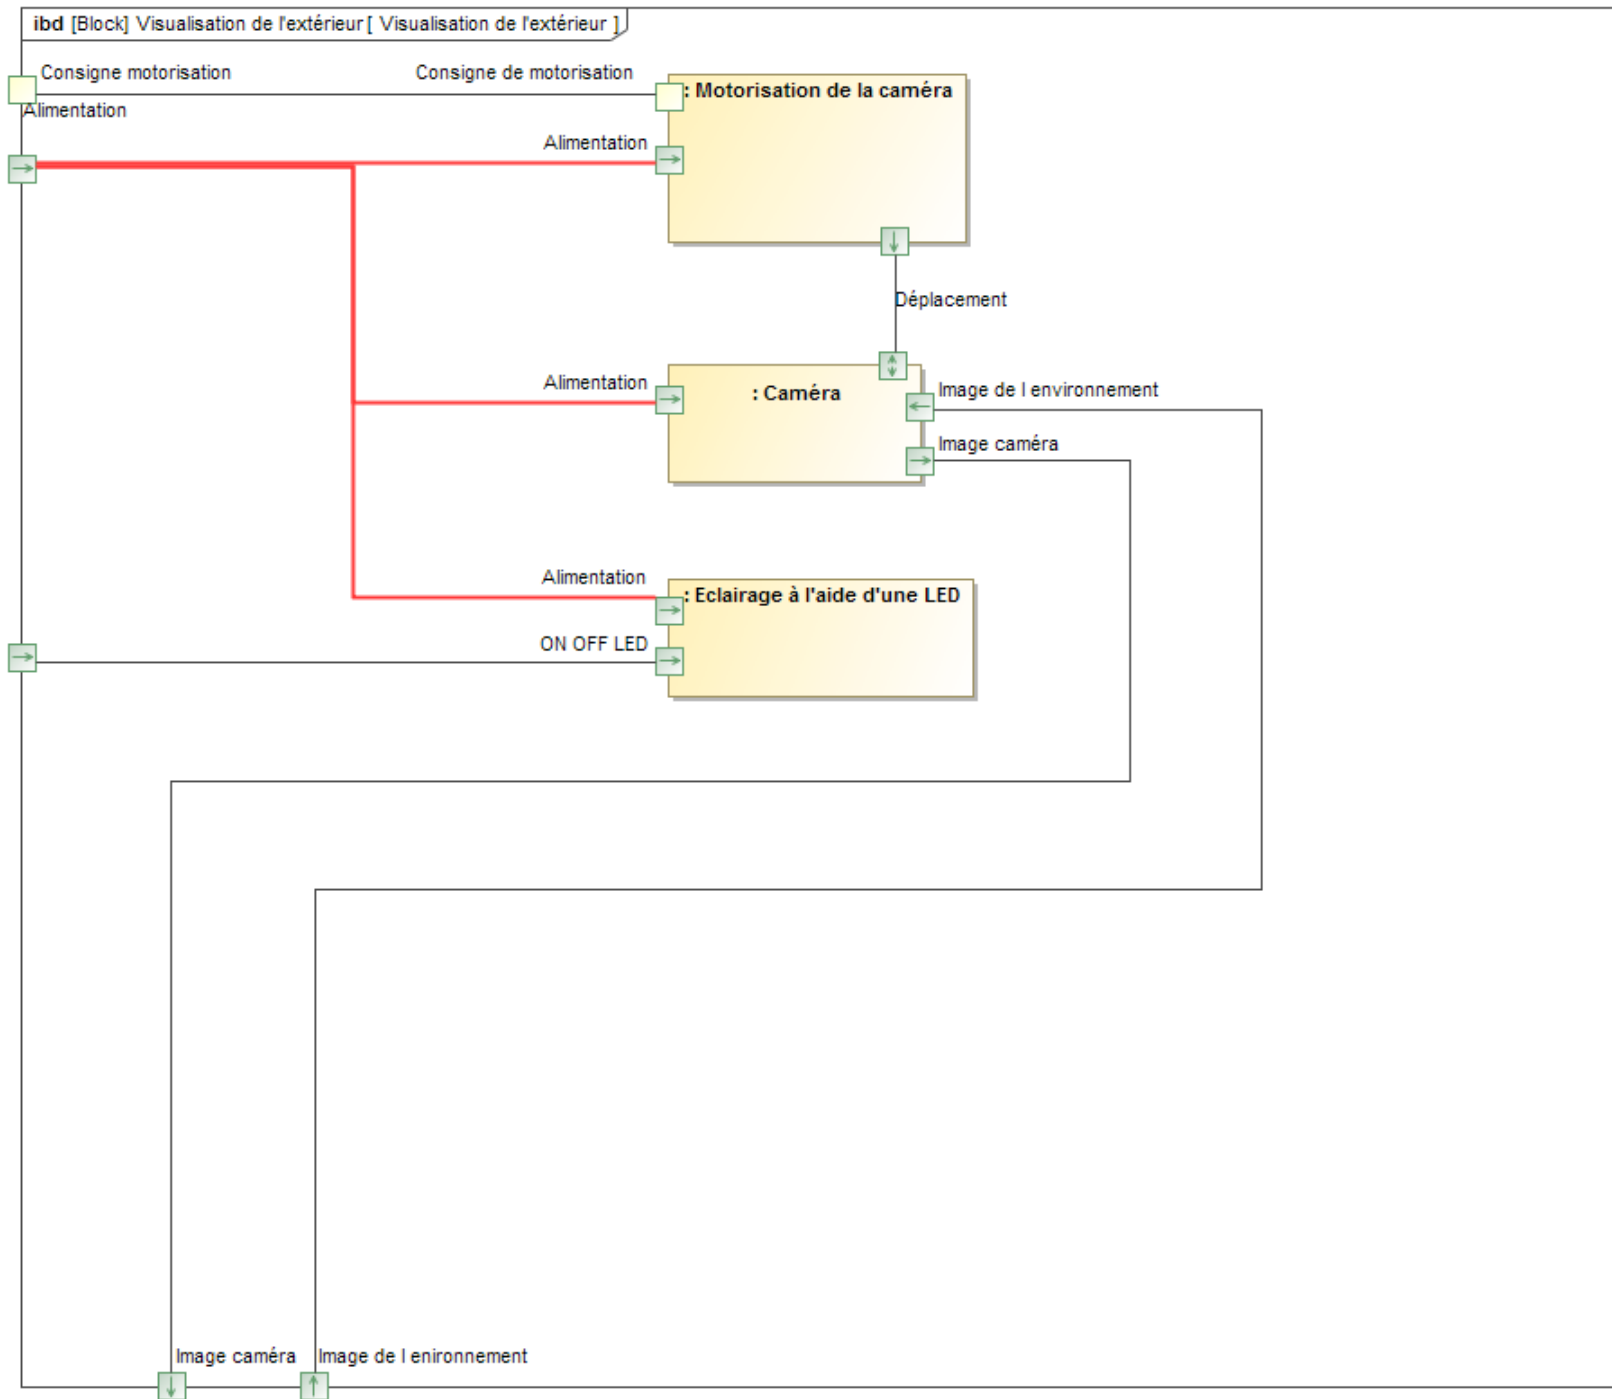 ibd [Block] Visualisation de l'extérieur [ Visualisation de l'extérieur ]
Consigne motorisation
Consigne de motorisation
: Motorisation de la caméra
Alimentation
Alimentation
Déplacement
Alimentation
: Caméra
Image de l environnement
Image caméra
Alimentation
: Eclairage à l'aide d'une LED
ON OFF LED
Image caméra
Image de l enironnement